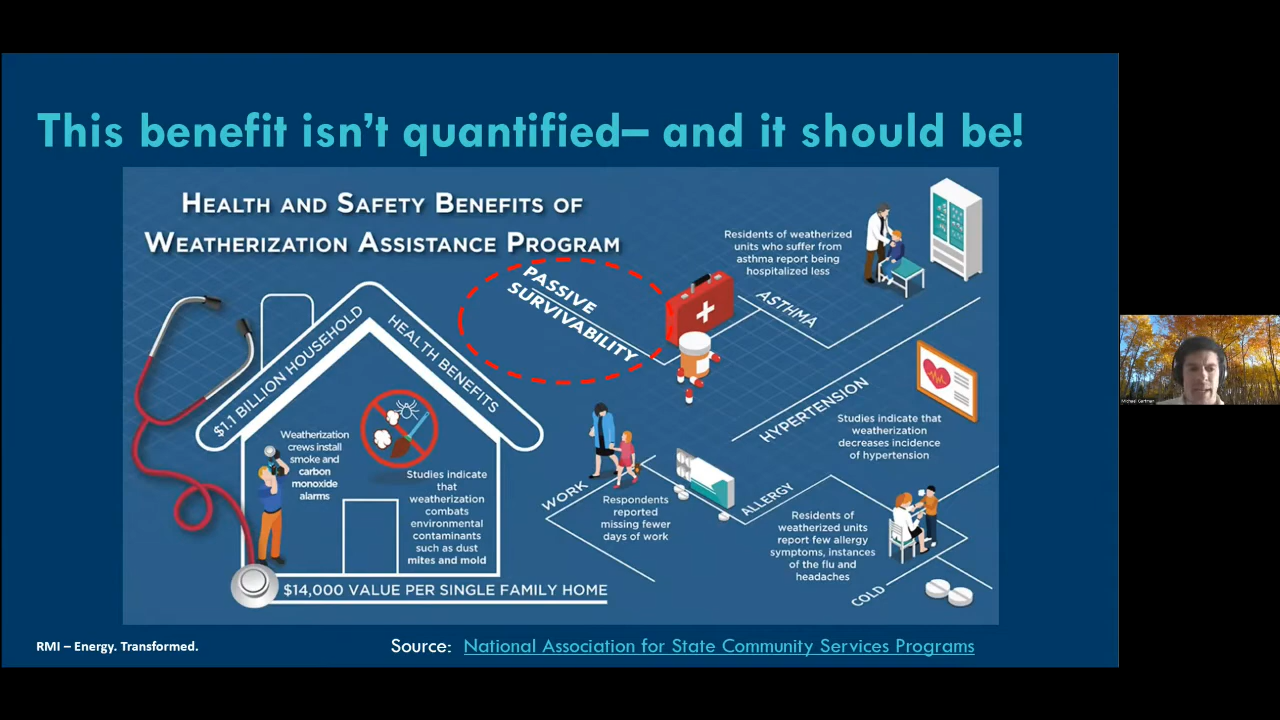 This benefit isn't quantified– and it should be!
HEALTH AND SAFETY BENEFITS OF
WEATHERIZATION ASSISTANCE PROGRAM
PASSIVE
SURVIVABILITY
Residents of weatherized
units who suffer from
asthma report being
hospitalized less
ASTHMA
$1.1 BILLION HOUSEHOLD
HEALTH BENEFITS
HYPERTENSION
Studies indicate that
weatherization
decreases incidence
of hypertension
Weatherization
crews install
smoke and
carbon
monoxide
alarms
Studies indicate
that
weatherization
combats
environmental
contaminants
such as dust
mites and mold
WORK
Respondents
reported
missing fewer
days of work
ALLERGY
Residents of
weatherized units
report few allergy
symptoms, instances
of the flu and
headaches
COLD
$14,000 VALUE PER SINGLE FAMILY HOME
RMI – Energy. Transformed.
Source: National Association for State Community Services Programs
Michael Gartman